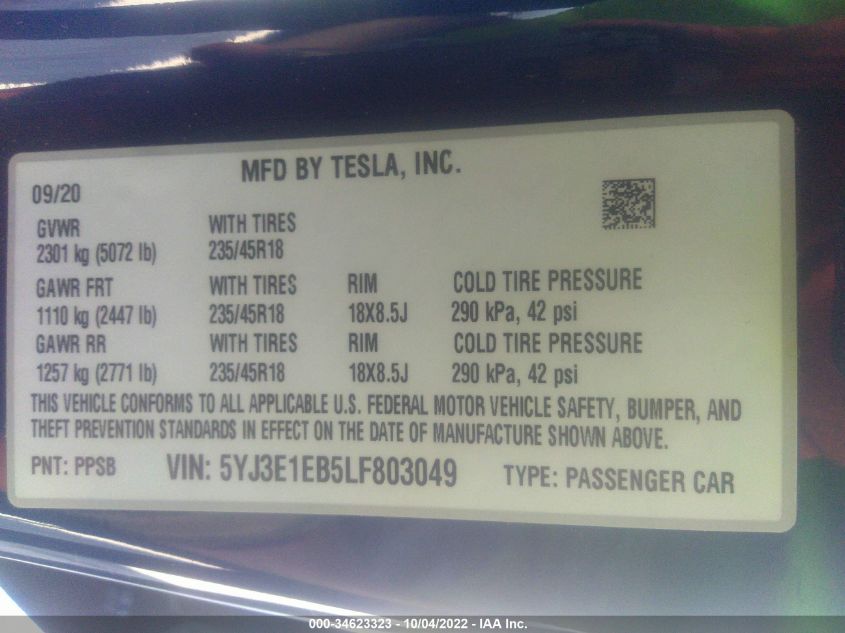 MFD BY TESLA, INC.
09/20
GVWR WITH TIRES
2301 kg (5072 lb) 235/45R18
GAWR FRT WITH TIRES RIM COLD TIRE PRESSURE
1110 kg (2447 lb) 235/45R18 18X8.5J 290 kPa, 42 psi
GAWR RR WITH TIRES RIM COLD TIRE PRESSURE
1257 kg (2771 lb) 235/45R18 18X8.5J 290 kPa, 42 psi
THIS VEHICLE CONFORMS TO ALL APPLICABLE U.S. FEDERAL MOTOR VEHICLE SAFETY, BUMPER, AND
THEFT PREVENTION STANDARDS IN EFFECT ON THE DATE OF MANUFACTURE SHOWN ABOVE.
PNT: PPSB VIN: 5YJ3E1EB5LF803049 TYPE: PASSENGER CAR
000-34623323 - 10/04/2022 - IAA Inc.